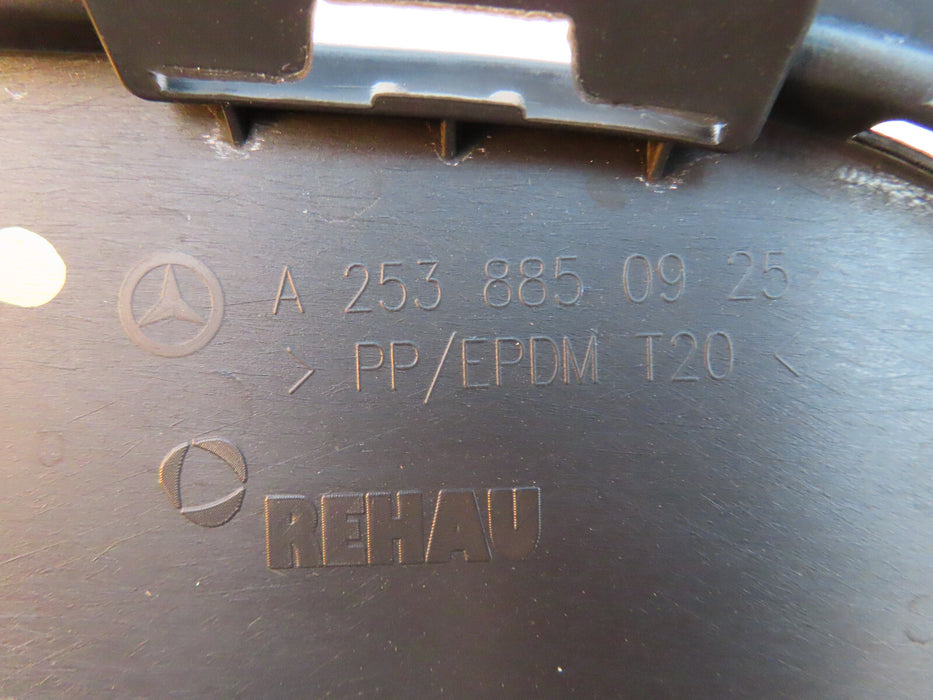 A 253 885 09 25
> PP/EPDM T20 <
REHAU